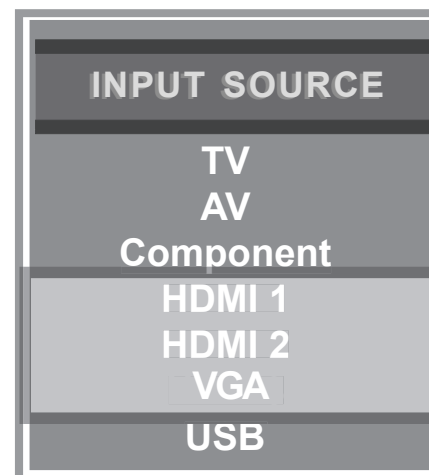 INPUT SOURCE
TV
AV
Component
HDMI 1
HDMI 2
VGA
USB